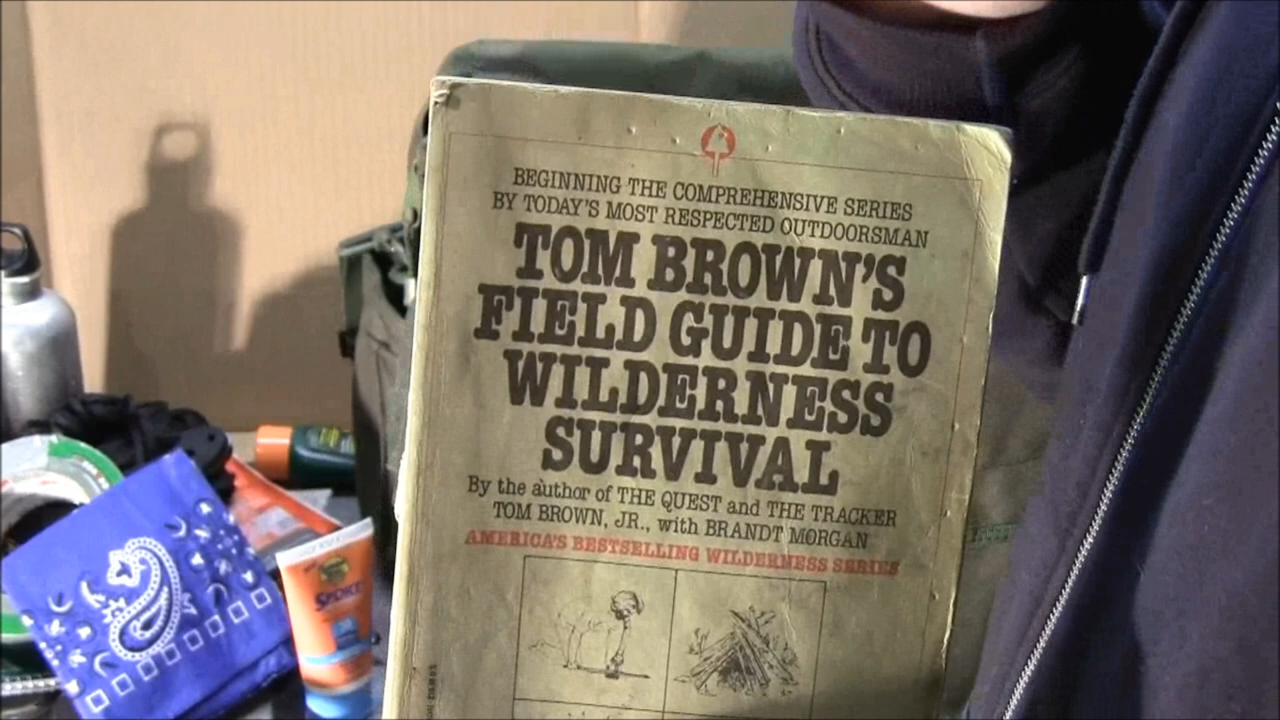 BEGINNING THE COMPREHENSIVE SERIES
BY TODAY'S MOST RESPECTED OUTDOORSMAN
TOM BROWN'S
FIELD GUIDE TO
WILDERNESS
SURVIVAL
By the author of THE QUEST and THE TRACKER
TOM BROWN, JR., with BRANDT MORGAN
AMERICA'S BESTSELLING WILDERNESS SERIES
SPORT